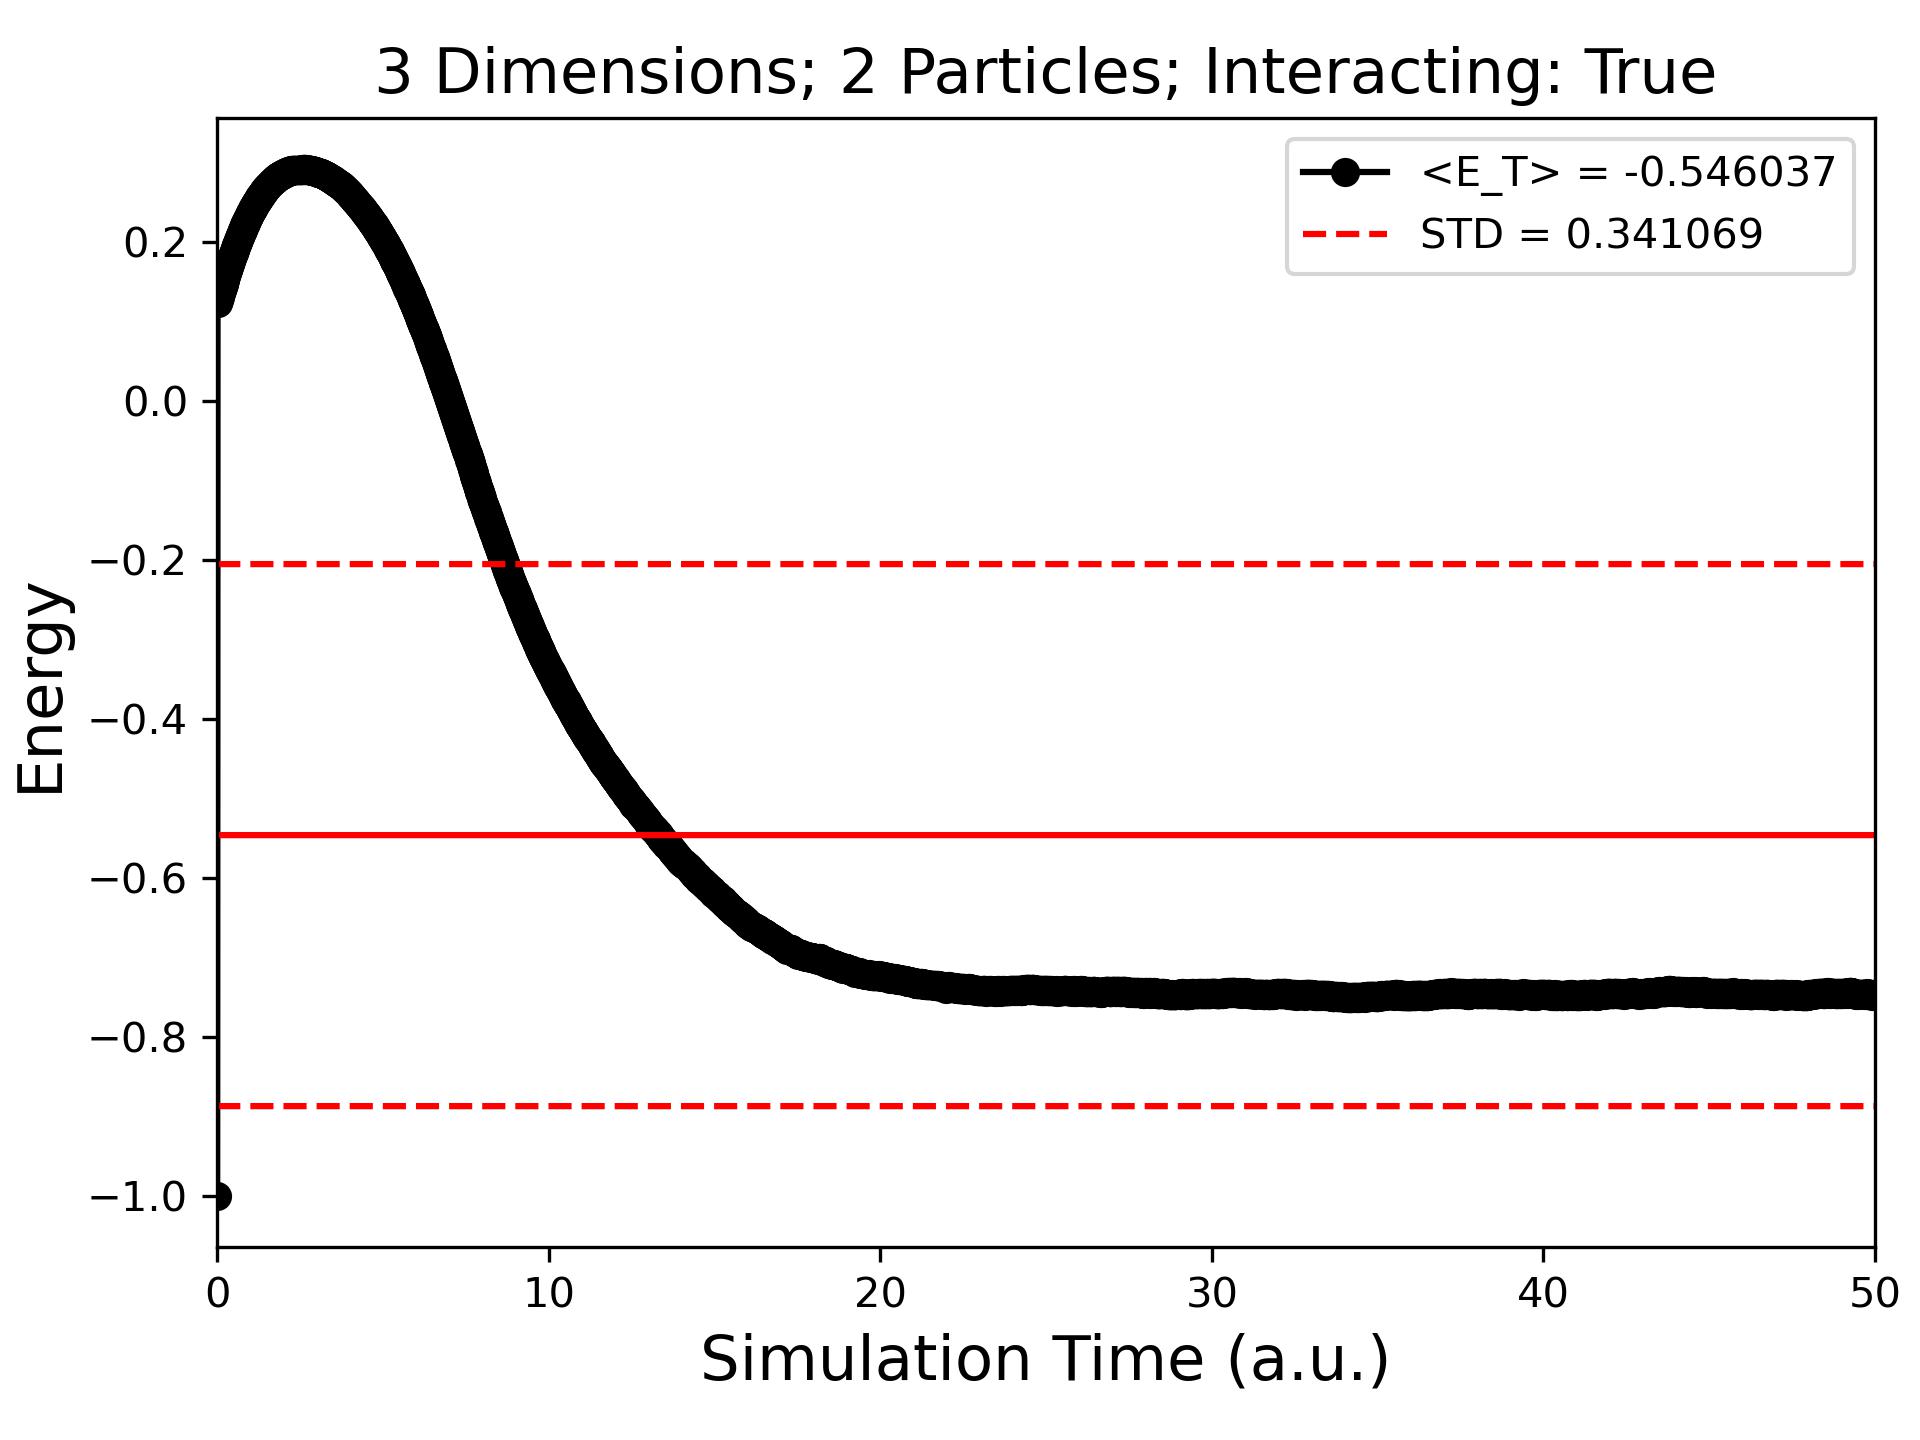 3 Dimensions; 2 Particles; Interacting: True
<E_T> = -0.546037
STD = 0.341069
Energy
0.2
0.0
−0.2
−0.4
−0.6
−0.8
−1.0
0 10 20 30 40 50
Simulation Time (a.u.)